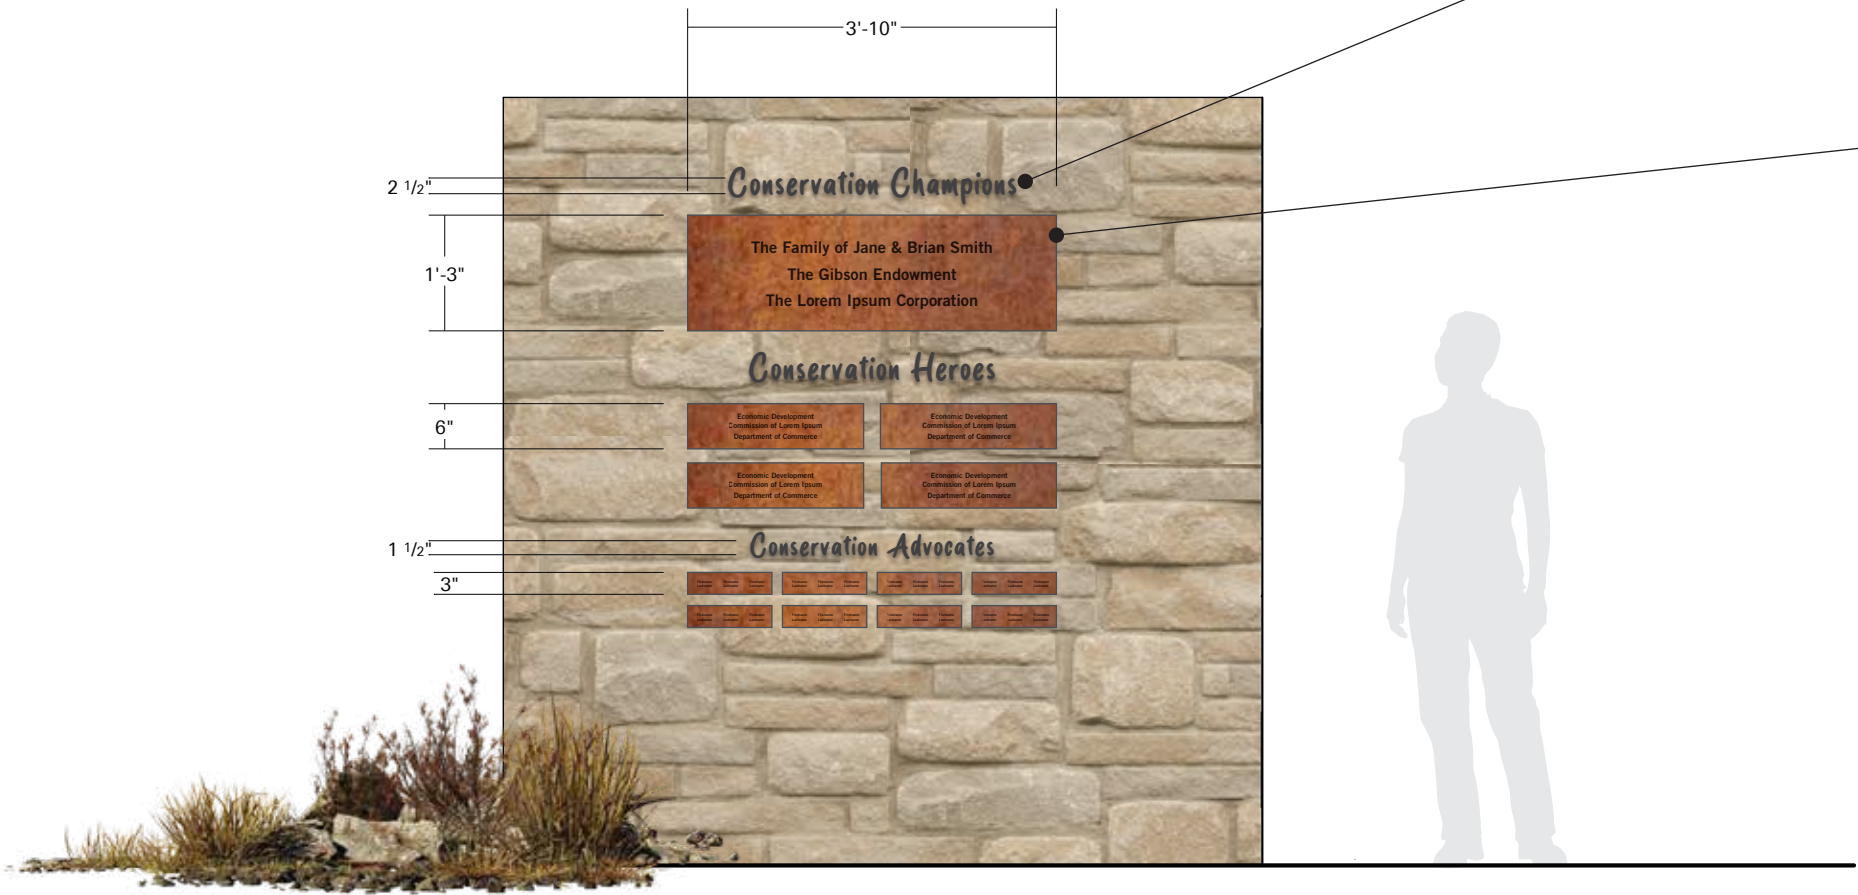 3'-10"
2 1/2"
Conservation Champions
1'-3"
The Family of Jane & Brian Smith
The Gibson Endowment
The Lorem Ipsum Corporation
Conservation Heroes
6"
Economic Development
Commission of Lorem Ipsum
Department of Commerce
Economic Development
Commission of Lorem Ipsum
Department of Commerce
Economic Development
Commission of Lorem Ipsum
Department of Commerce
Economic Development
Commission of Lorem Ipsum
Department of Commerce
1 1/2"
Conservation Advocates
3"